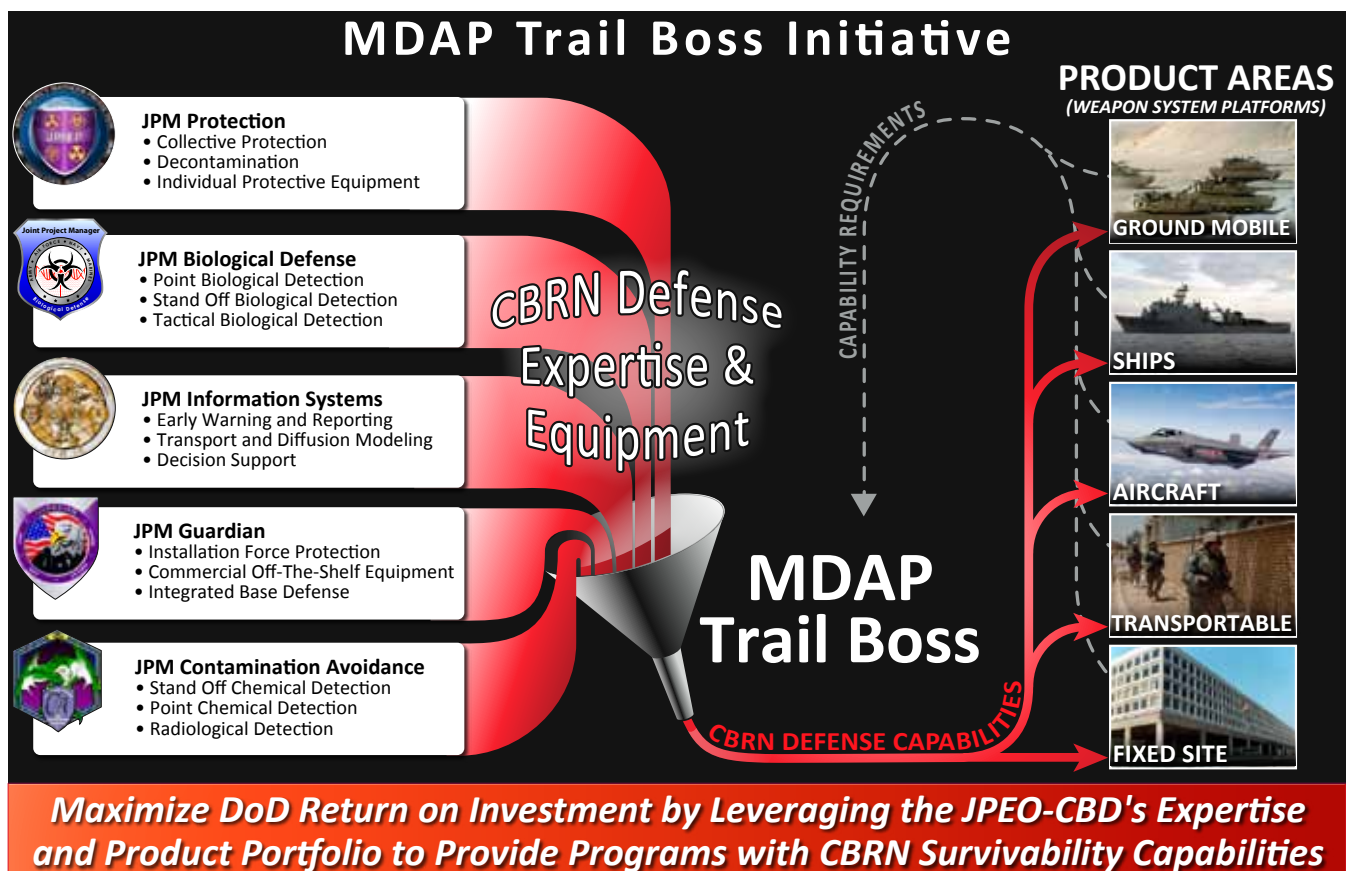 MDAP Trail Boss Initiative
JPM Protection
• Collective Protection
• Decontamination
• Individual Protective Equipment
Joint Project Manager
Biological Defense
JPM Biological Defense
• Point Biological Detection
• Stand Off Biological Detection
• Tactical Biological Detection
JPM Information Systems
• Early Warning and Reporting
• Transport and Diffusion Modeling
• Decision Support
JPM Guardian
• Installation Force Protection
• Commercial Off-The-Shelf Equipment
• Integrated Base Defense
JPM Contamination Avoidance
• Stand Off Chemical Detection
• Point Chemical Detection
• Radiological Detection
CBRN Defense
Expertise &
Equipment
CAPABILITY REQUIREMENTS
MDAP
Trail Boss
CBRN DEFENSE CAPABILITIES
PRODUCT AREAS
(WEAPON SYSTEM PLATFORMS)
GROUND MOBILE
SHIPS
AIRCRAFT
TRANSPORTABLE
FIXED SITE
Maximize DoD Return on Investment by Leveraging the JPEO-CBD's Expertise
and Product Portfolio to Provide Programs with CBRN Survivability Capabilities